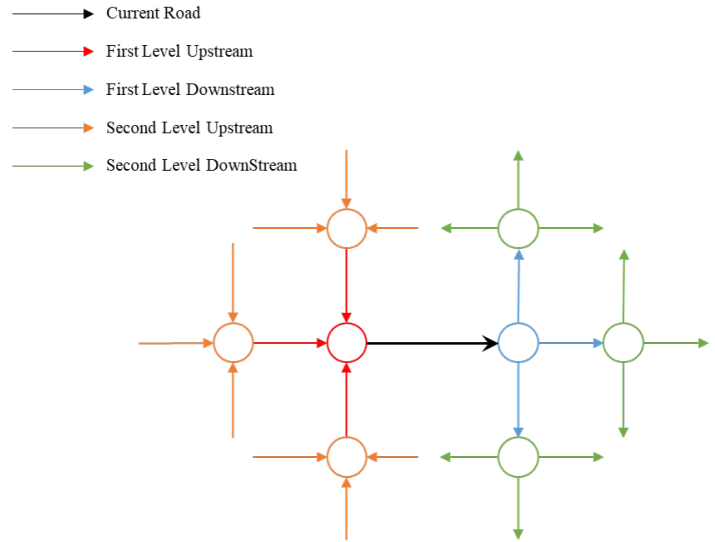 Current Road
First Level Upstream
First Level Downstream
Second Level Upstream
Second Level DownStream